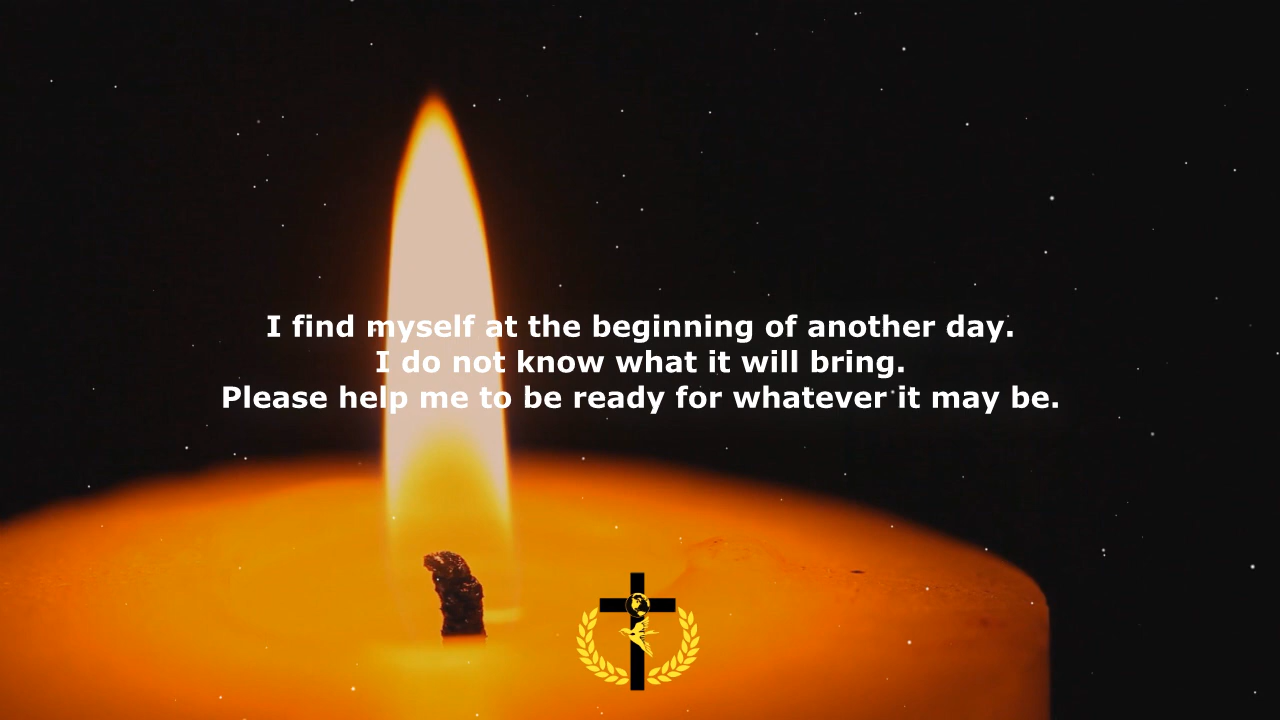 I find myself at the beginning of another day.
I do not know what it will bring.
Please help me to be ready for whatever it may be.